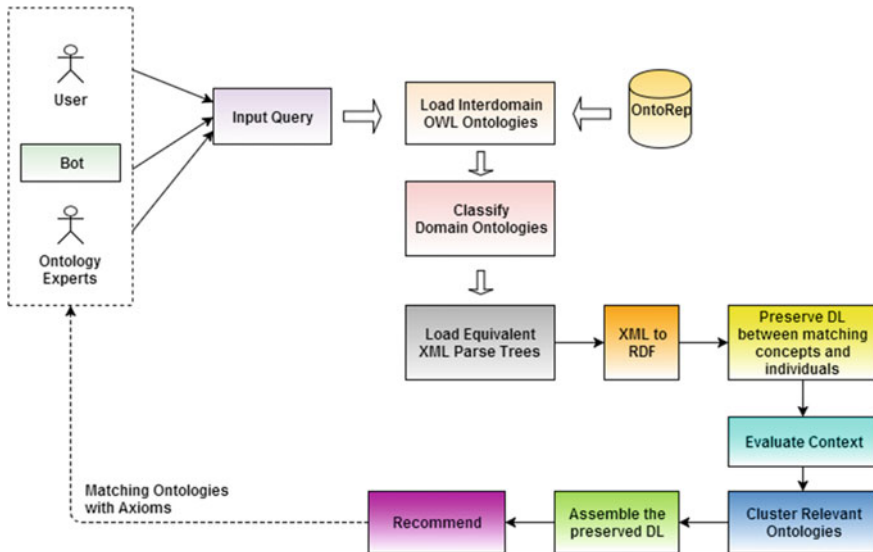 User
Bot
Ontology
Experts
Input Query
Load Interdomain
OWL Ontologies
OntoRep
Classify
Domain Ontologies
Load Equivalent
XML Parse Trees
XML to
RDF
Preserve DL
between matching
concepts and
individuals
Evaluate Context
Cluster Relevant
Ontologies
Assemble the
preserved DL
Recommend
Matching Ontologies
with Axioms